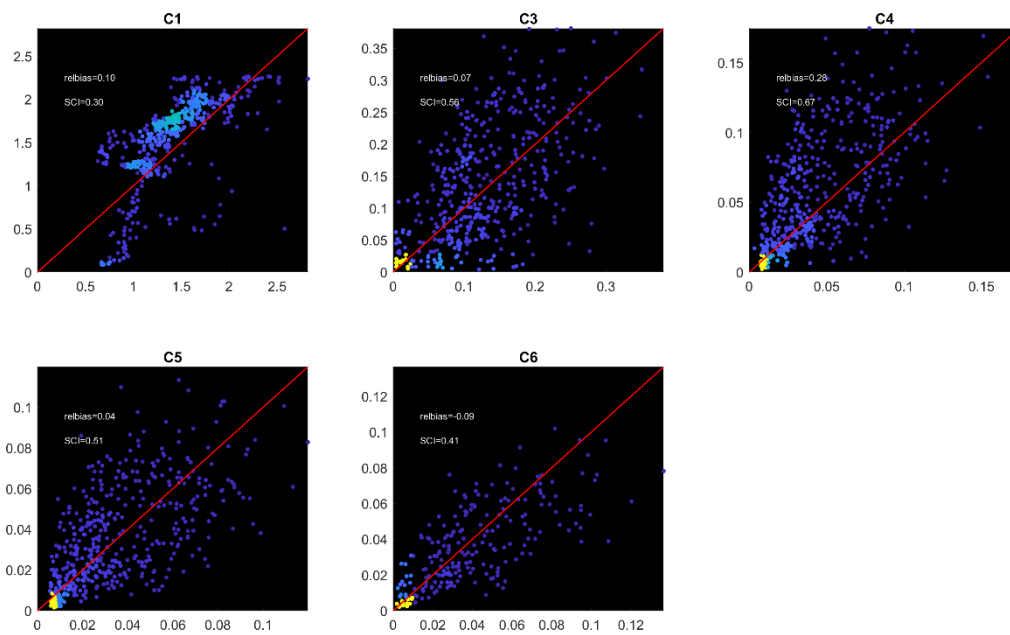 C1
2.5
2
1.5
1
0.5
0
relbias=0.10
SCI=0.30
0 0.5 1 1.5 2 2.5
C3
0.35
0.3
0.25
0.2
0.15
0.1
0.05
0
relbias=0.07
SCI=0.56
0 0.1 0.2 0.3
C4
0.15
0.1
0.05
0
relbias=0.28
SCI=0.67
0 0.05 0.1 0.15
C5
0.1
0.08
0.06
0.04
0.02
0
relbias=0.04
SCI=0.51
0 0.02 0.04 0.06 0.08 0.1
C6
0.12
0.1
0.08
0.06
0.04
0.02
0
relbias=-0.09
SCI=0.41
0 0.02 0.04 0.06 0.08 0.1 0.12